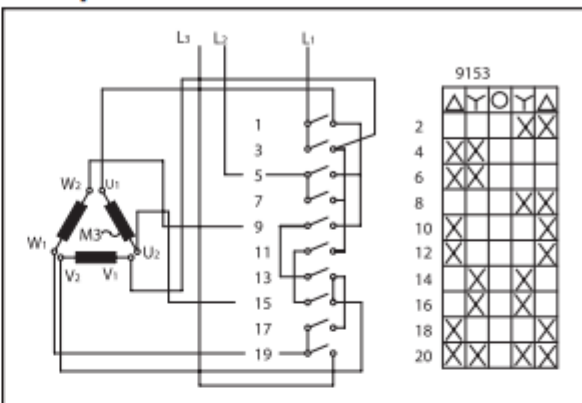 L3 L2 L1
9153
△ Y O Y △
1 2 X X
3 4 X X
5 6 X X
7 8 X X
W2 U1
9 10 X X
M3~
11 12 X X
W1 U2
13 14 X X
V2 V1
15 16 X X
17 18 X X
19 20 X X X X